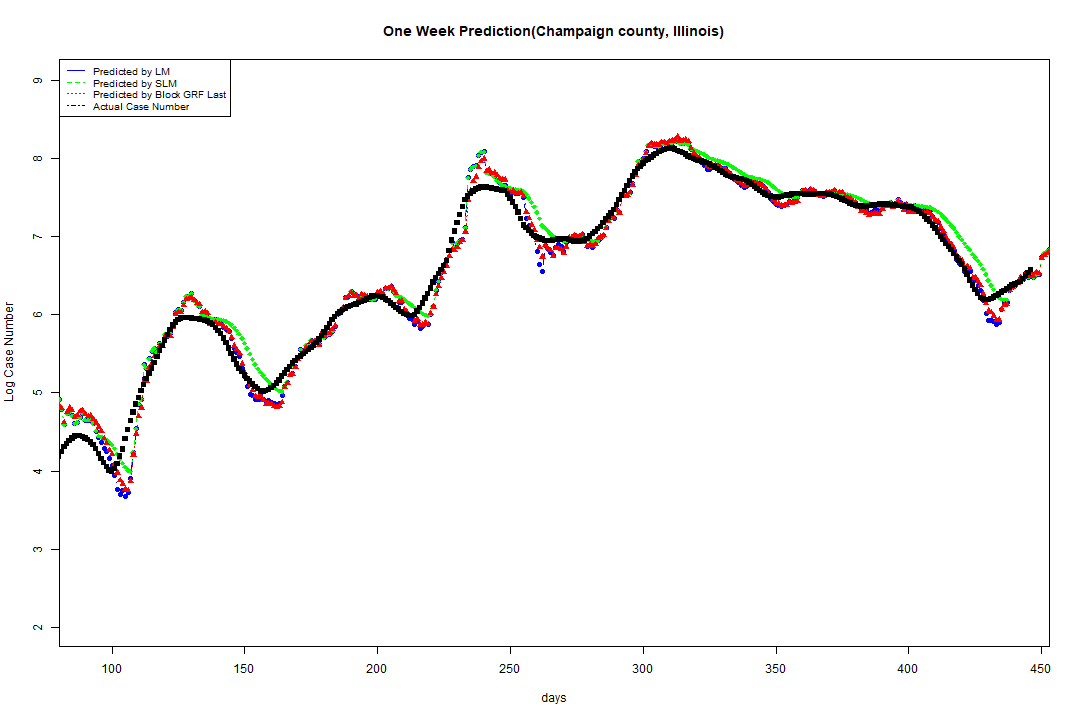 One Week Prediction(Champaign county, Illinois)
Predicted by LM
Predicted by SLM
Predicted by Block GRF Last
Actual Case Number
9
8
7
6
5
4
3
2
Log Case Number
100 150 200 250 300 350 400 450
days